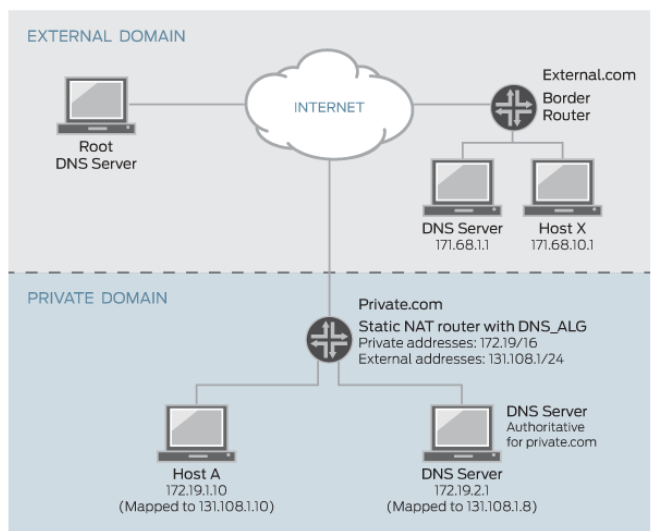 EXTERNAL DOMAIN
Root
DNS Server
INTERNET
External.com
Border
Router
DNS Server
171.68.1.1
Host X
171.68.10.1
PRIVATE DOMAIN
Private.com
Static NAT router with DNS_ALG
Private addresses: 172.19/16
External addresses: 131.108.1/24
Host A
172.19.1.10
(Mapped to 131.108.1.10)
DNS Server
Authoritative
for private.com
DNS Server
172.19.2.1
(Mapped to 131.108.1.8)